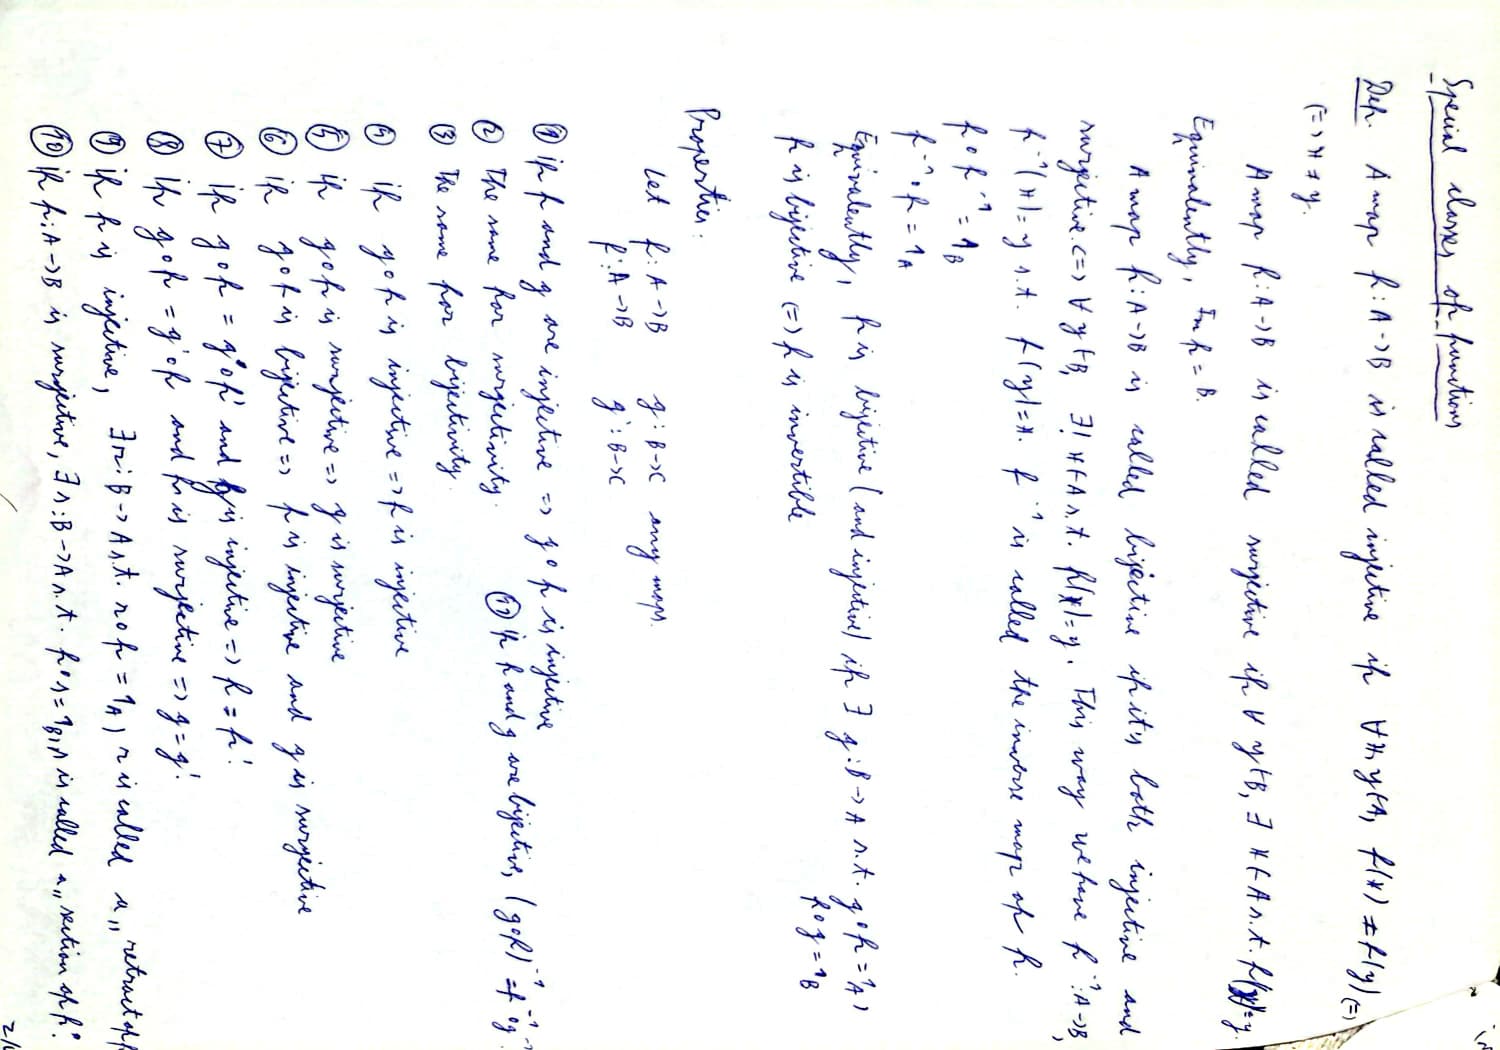 Special classes of functions
Def. A map f: A->B is called injective if ∀x, y∈A, f(x) ≠ f(y) (=>
(=> x ≠ y.
A map f: A->B is called surjective if ∀ y∈B, ∃ x∈A s.t. f(x)=y.
Equivalently, Im f = B.
A map f: A->B is called bijective if its both injective and
surjective. <=> ∀ y∈B, ∃! x∈A s.t. f(x)=y. This way we have f⁻¹: A->B,
f⁻¹(x)=y s.t. f(y)=x. f⁻¹ is called the inverse map of f.
f∘f⁻¹ = 1_B
f⁻¹∘f = 1_A
Equivalently, f is bijective (and injective) if ∃ g: B->A s.t. g∘f = 1_A,
f∘g = 1_B
f is bijective (=> f is invertible
Properties:
Let f: A->B g: B->C any maps.
f: A->B g': B->C
① If f and g are injective => g∘f is injective
② The same for surjectivity.
③ The same for bijectivity.
⑪ If f and g are bijective, (g∘f)⁻¹ = f⁻¹∘g⁻¹
⑤ If g∘f is injective => f is injective
⑤ If g∘f is surjective => g is surjective
⑥ If g∘f is bijective => f is injective and g is surjective
⑦ If g∘f = g∘f' and g is injective => f = f'.
⑧ If g∘f = g'∘f and f is surjective => g = g'.
⑨ If f is injective, ∃ r: B->A s.t. r∘f = 1_A, r is called a „ retract of f
⑩ If f: A->B is surjective, ∃ s: B->A s.t. f∘s = 1_B, s is called a „ section of f".